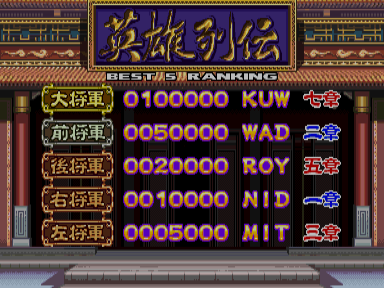 英雄列伝
BEST 5 RANKING
大将軍 0100000 KUW 七章
前将軍 0050000 WAD 二章
後将軍 0020000 ROY 五章
右将軍 0010000 NID 一章
左将軍 0005000 MIT 三章